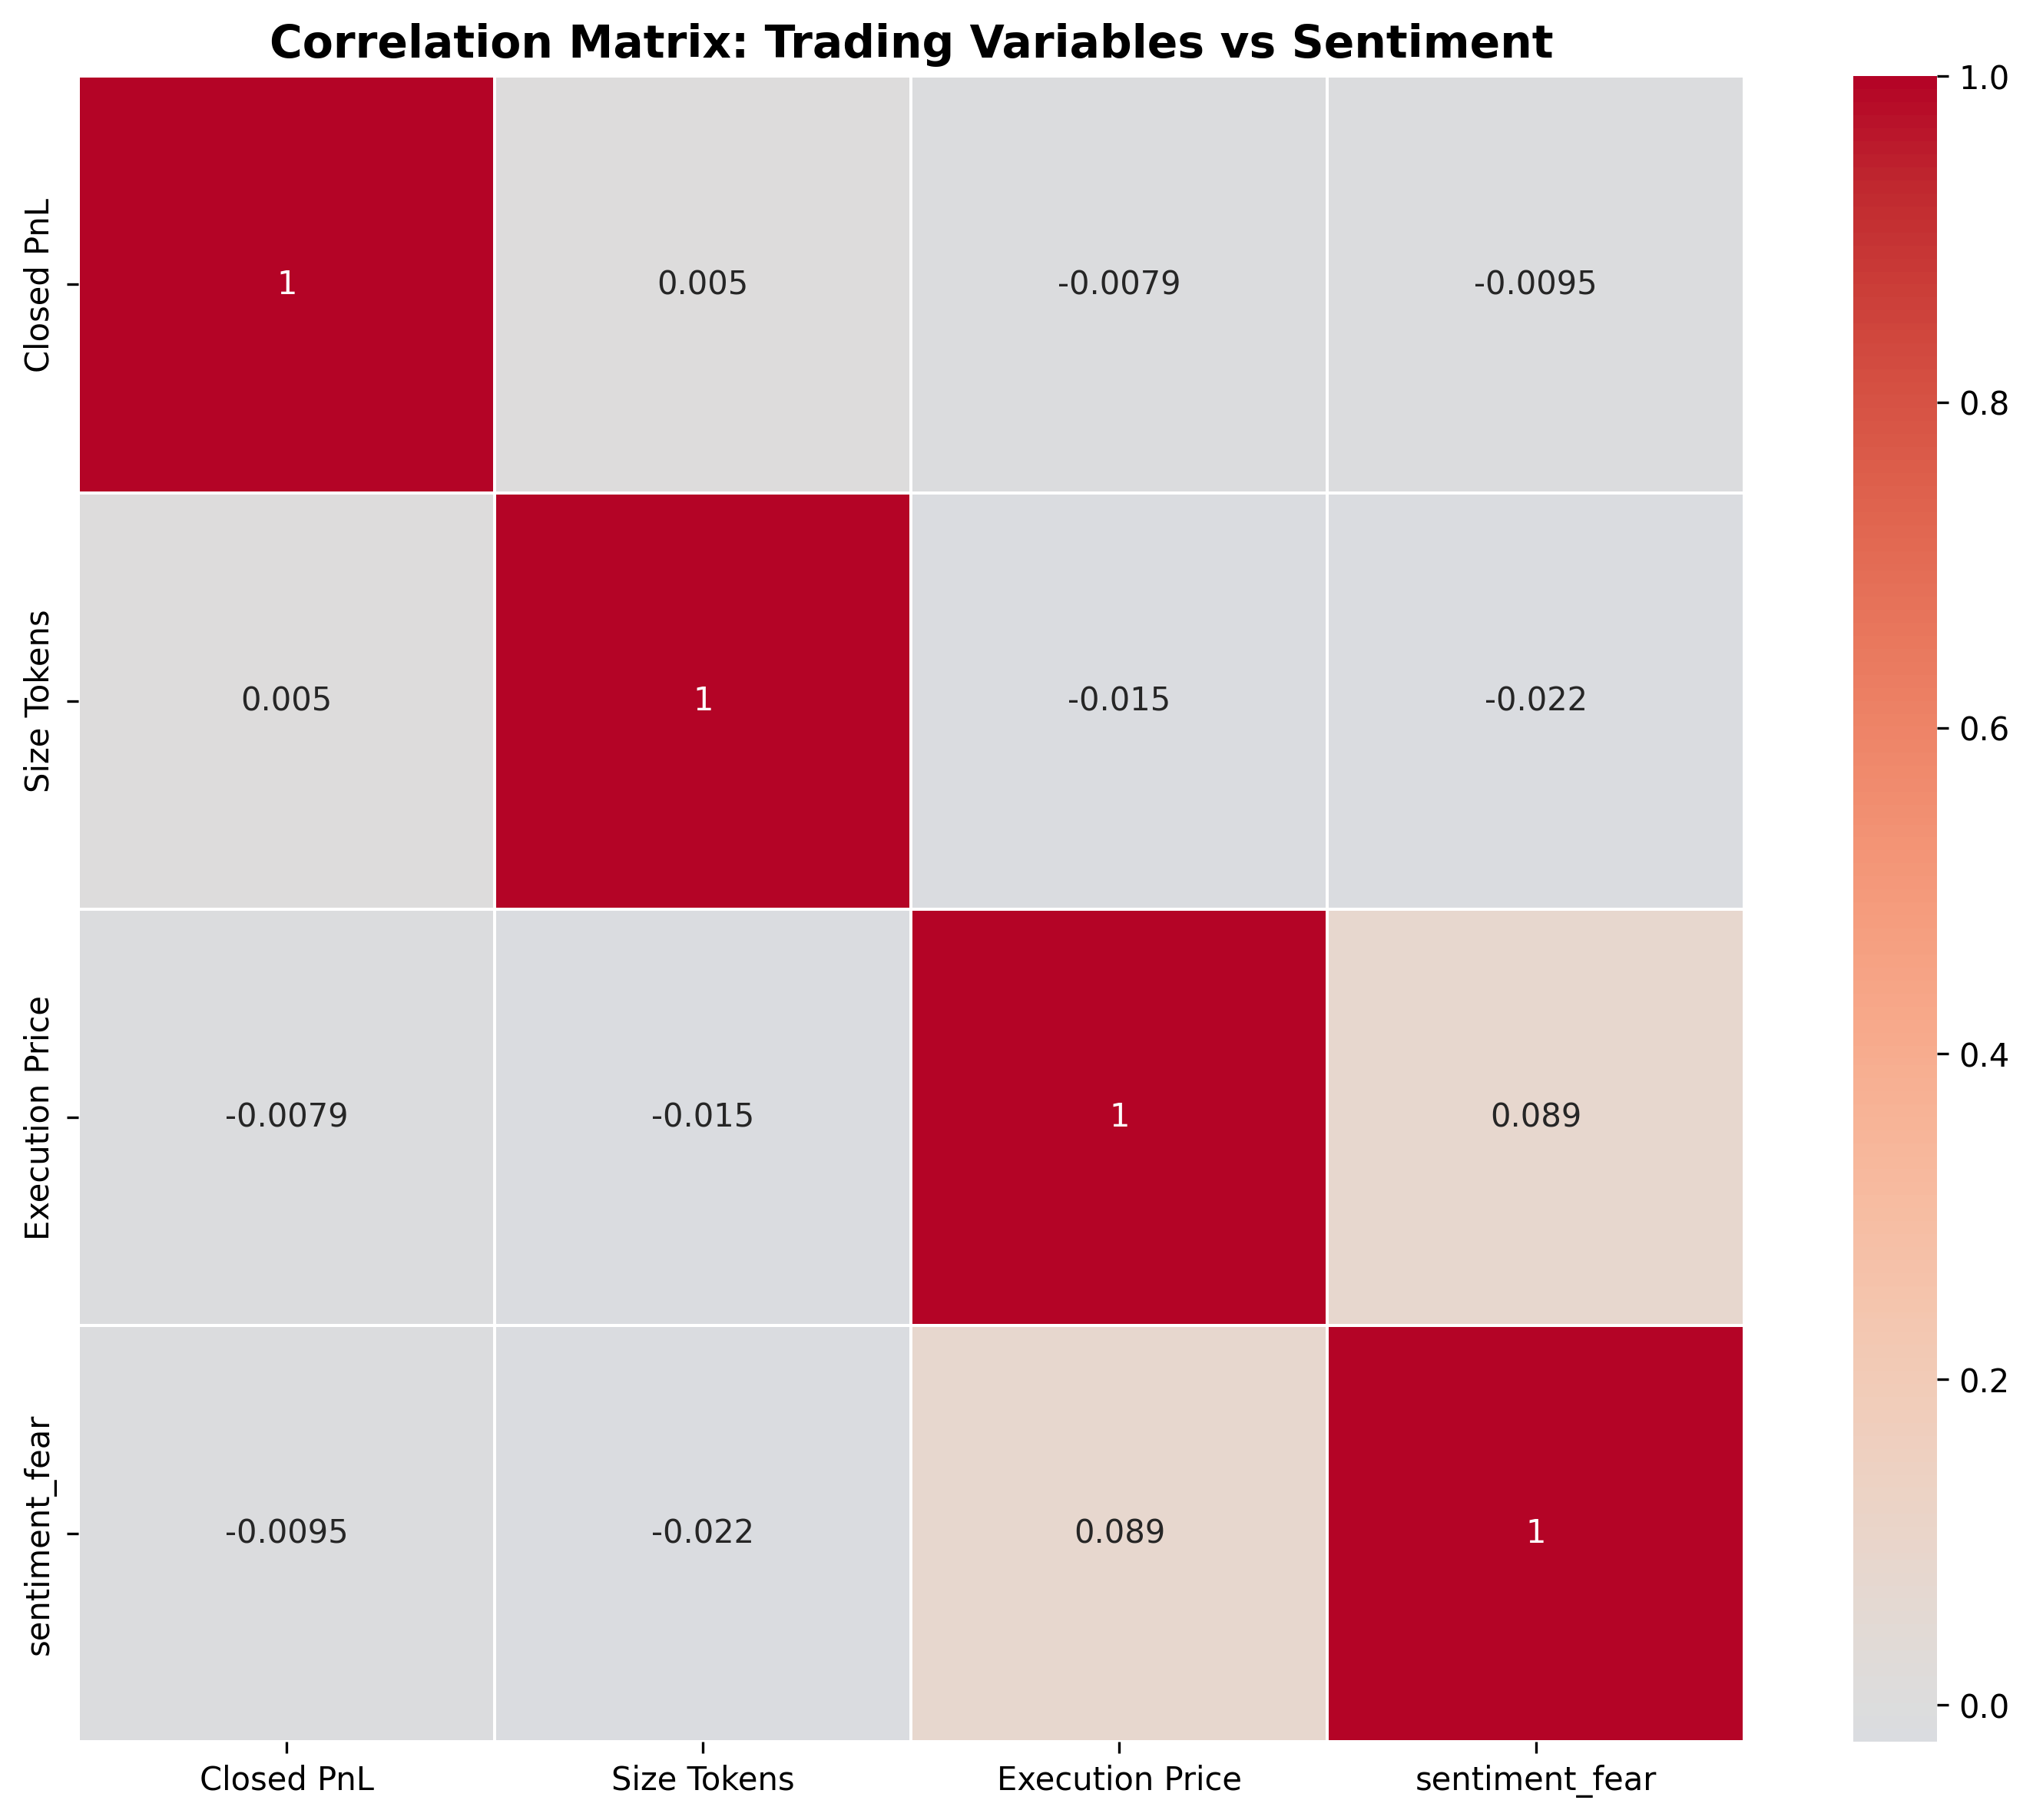 Correlation Matrix: Trading Variables vs Sentiment
Closed PnL
1
0.005
-0.0079
-0.0095
Size Tokens
0.005
1
-0.015
-0.022
Execution Price
-0.0079
-0.015
1
0.089
sentiment_fear
-0.0095
-0.022
0.089
1
Closed PnL
Size Tokens
Execution Price
sentiment_fear
1.0
0.8
0.6
0.4
0.2
0.0